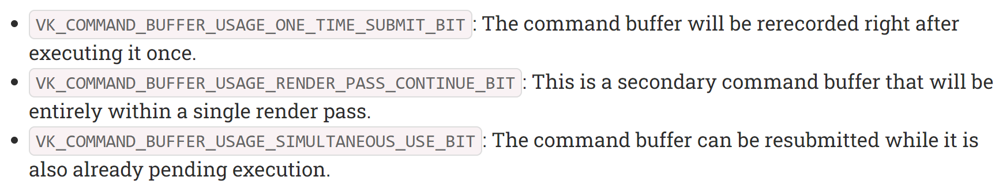 • VK_COMMAND_BUFFER_USAGE_ONE_TIME_SUBMIT_BIT: The command buffer will be rerecorded right after
executing it once.
• VK_COMMAND_BUFFER_USAGE_RENDER_PASS_CONTINUE_BIT: This is a secondary command buffer that will be
entirely within a single render pass.
• VK_COMMAND_BUFFER_USAGE_SIMULTANEOUS_USE_BIT: The command buffer can be resubmitted while it is
also already pending execution.